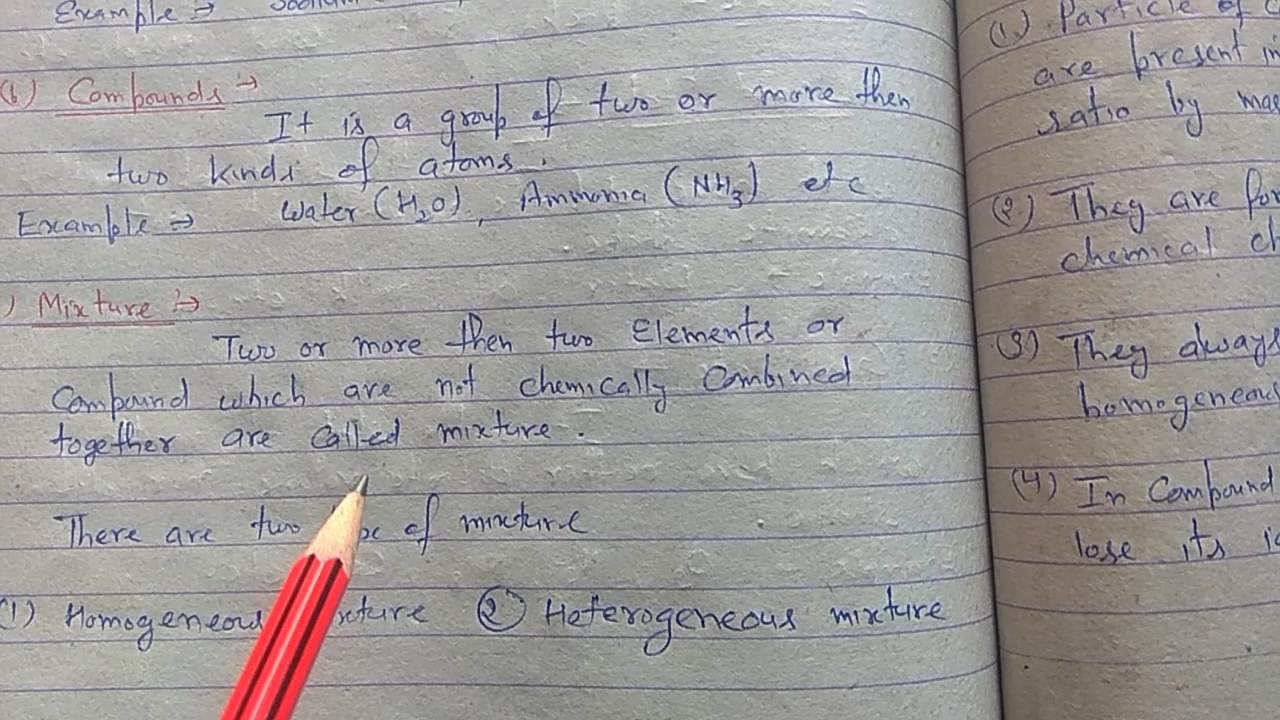 Example → Sodium
(b) Compounds :→
It is a group of two or more then
two kinds of atoms.
Example → Water (H₂O), Ammonia (NH₃) etc
) Mixture :→
Two or more then two Elements or
Compound which are not chemically Combined
together are Called mixture.
There are two of mixture
(1) Homogeneous ② Heterogeneous mixture
(1) Particle of
are present in
ratio by
(2) They are
chemical
(3) They always
homogeneous
(4) In Compound
lose its